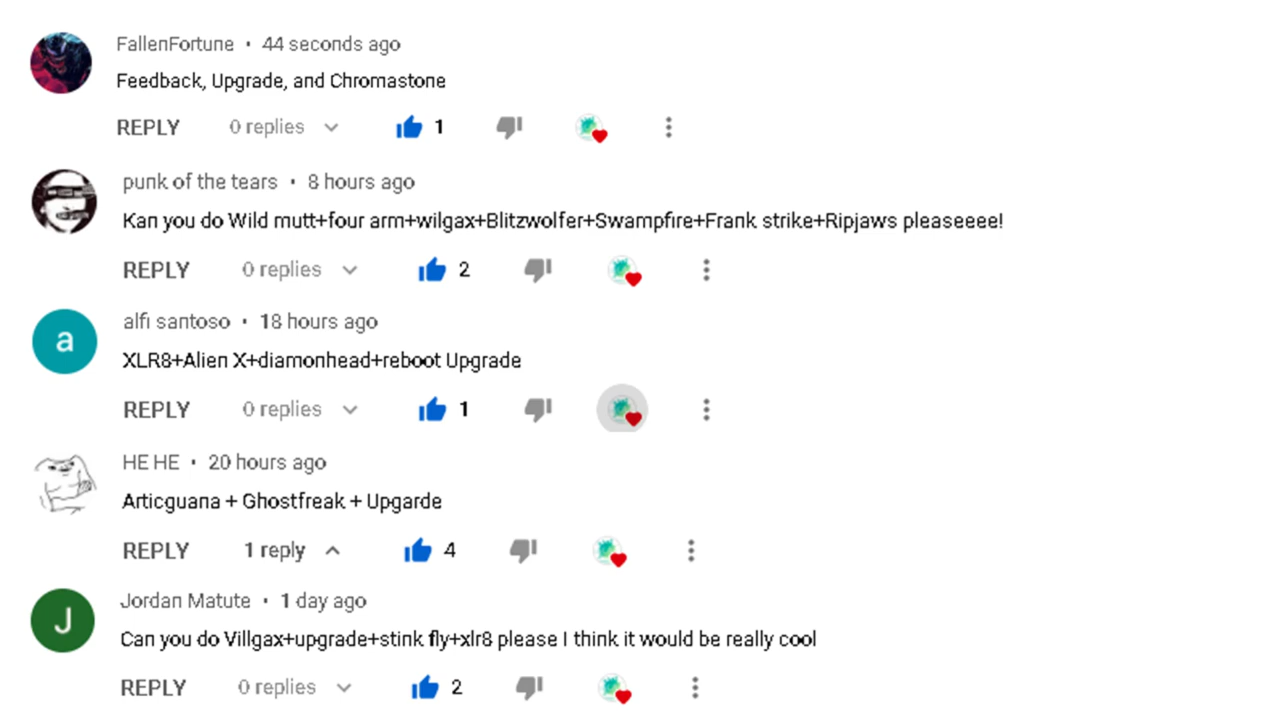 FallenFortune • 44 seconds ago
Feedback, Upgrade, and Chromastone
REPLY 0 replies 1
punk of the tears • 8 hours ago
Kan you do Wild mutt+four arm+wilgax+Blitzwolfer+Swampfire+Frank strike+Ripjaws pleaseeee!
REPLY 0 replies 2
a
alfi santoso • 18 hours ago
XLR8+Alien X+diamonhead+reboot Upgrade
REPLY 0 replies 1
HE HE • 20 hours ago
Articguana + Ghostfreak + Upgarde
REPLY 1 reply 4
J
Jordan Matute • 1 day ago
Can you do Villgax+upgrade+stink fly+xlr8 please I think it would be really cool
REPLY 0 replies 2